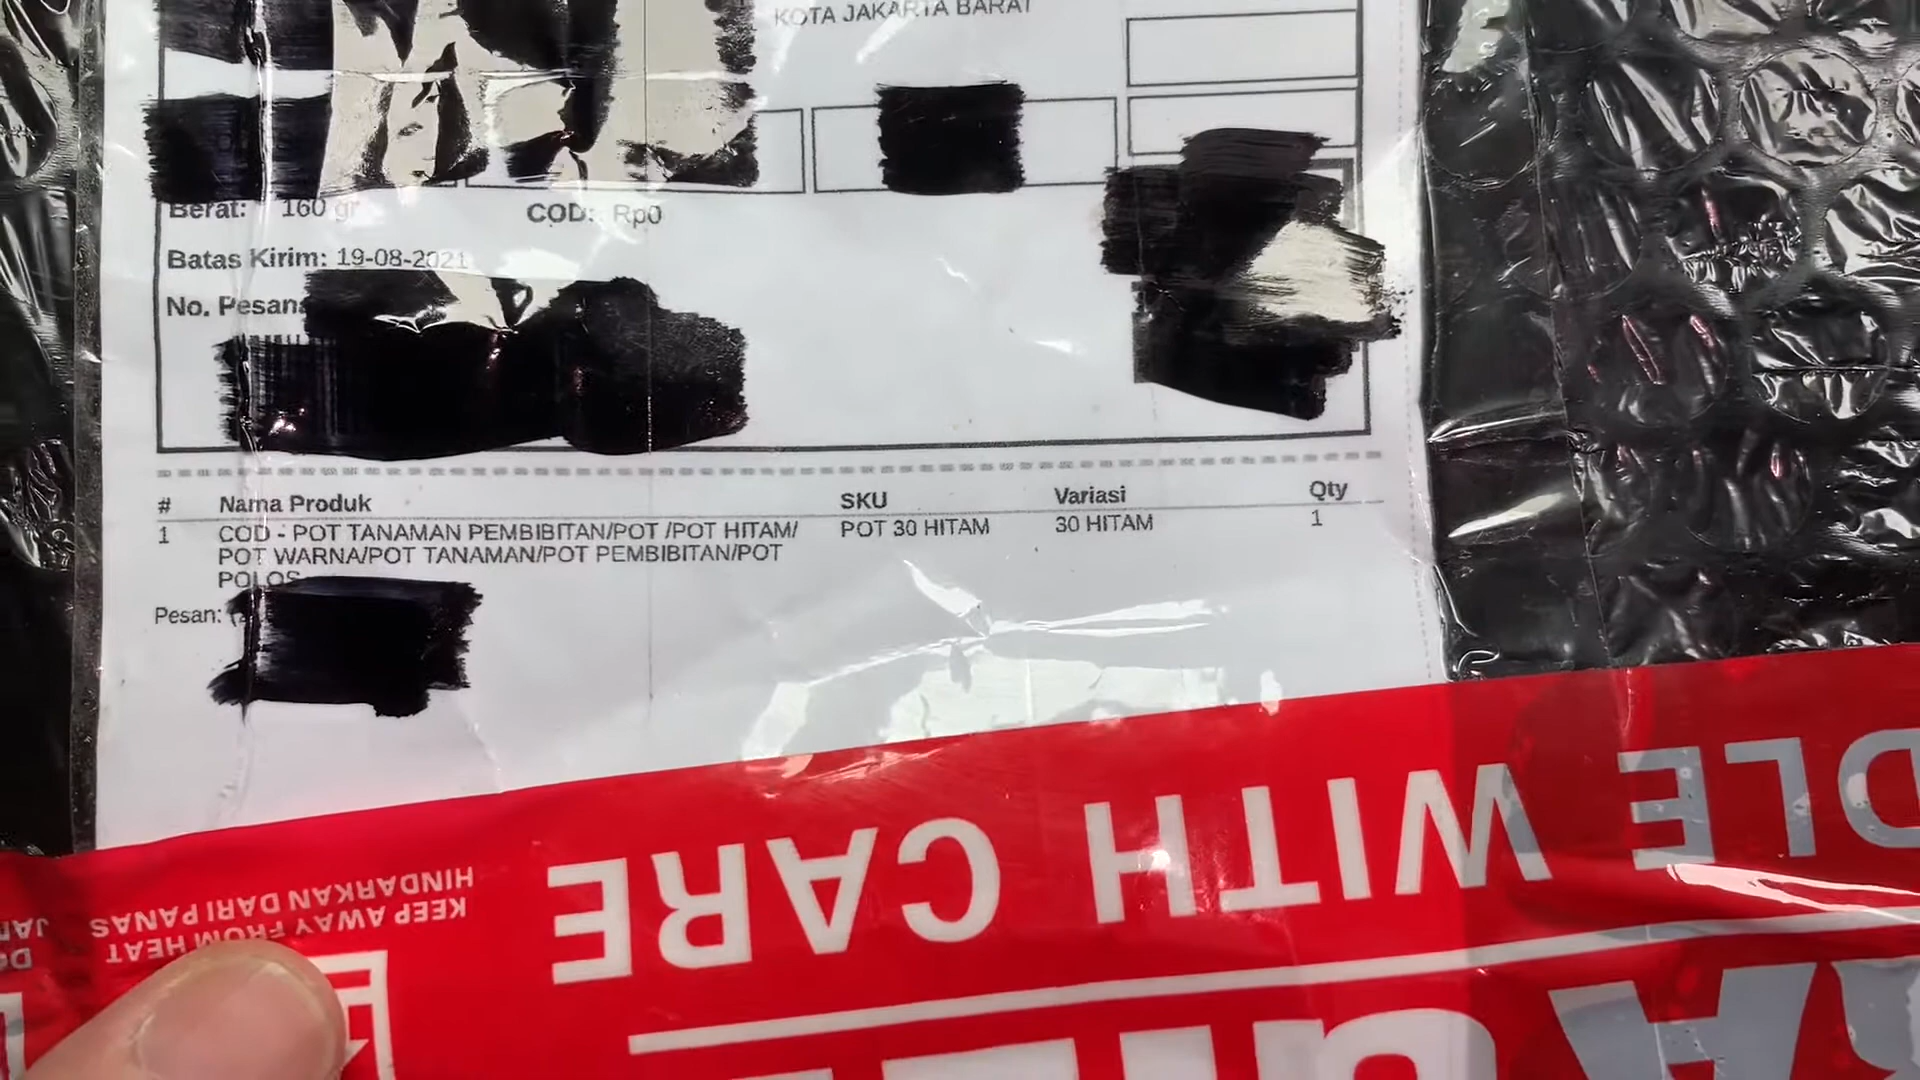 KOTA JAKARTA BARAT
Berat: 160 gr
COD: Rp0
Batas Kirim: 19-08-2021
No. Pesana
# Nama Produk SKU Variasi Qty
1 COD - POT TANAMAN PEMBIBITAN/POT /POT HITAM/ POT 30 HITAM 30 HITAM 1
POT WARNA/POT TANAMAN/POT PEMBIBITAN/POT
POLOS
Pesan:
DLE WITH CARE
KEEP AWAY FROM HEAT
HINDARKAN DARI PANAS